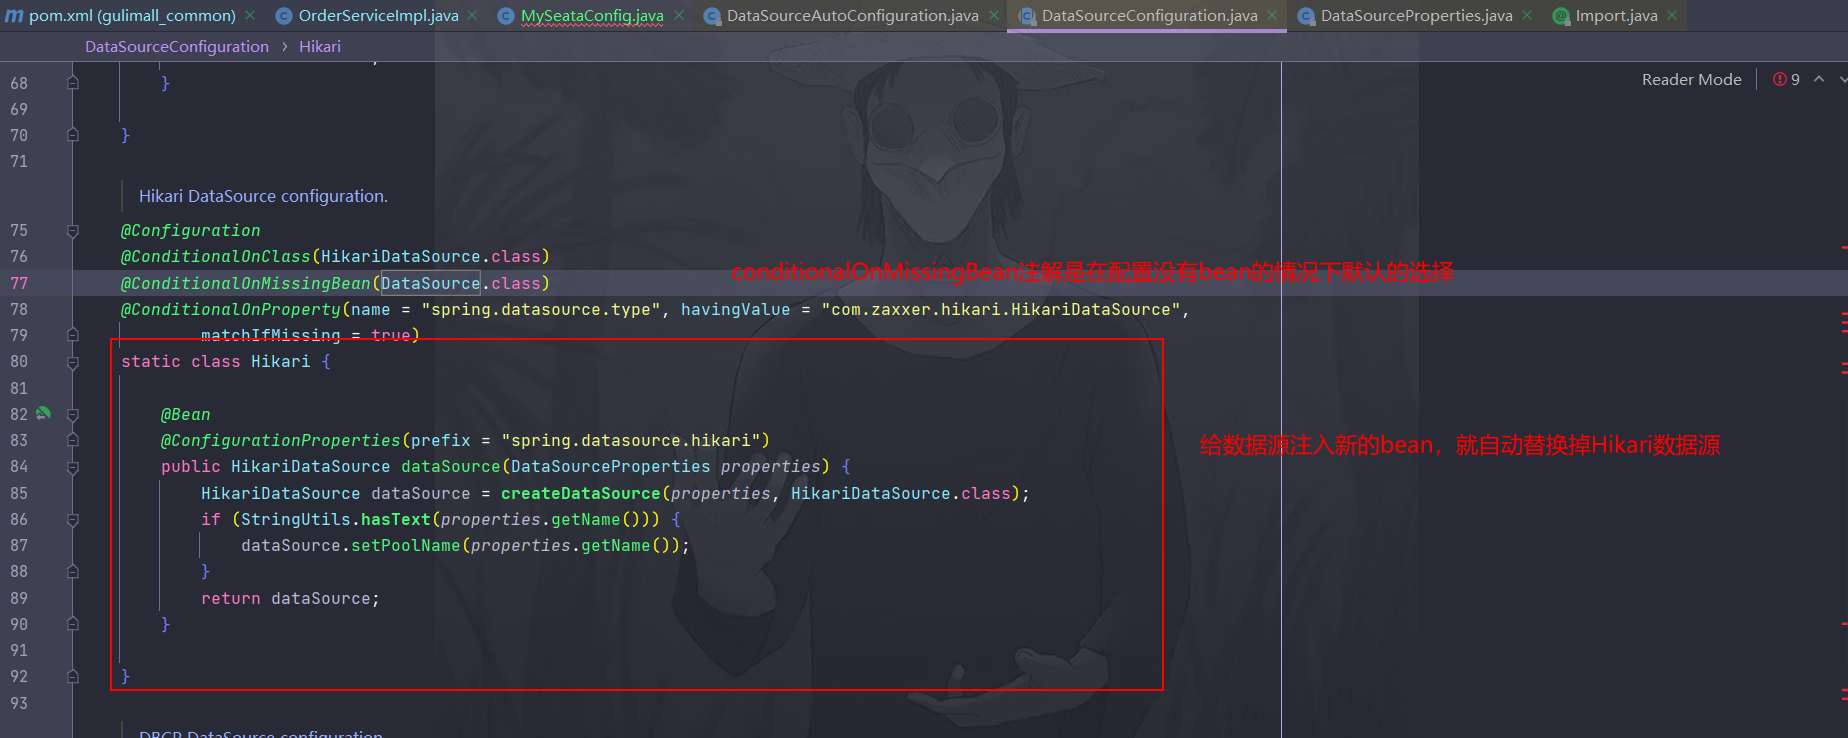 pom.xml (gulimall_common) OrderServiceImpl.java MySeataConfig.java DataSourceAutoConfiguration.java DataSourceConfiguration.java DataSourceProperties.java Import.java
DataSourceConfiguration > Hikari
Reader Mode 9
68 }
69
70 }
71
Hikari DataSource configuration.
75 @Configuration
76 @ConditionalOnClass(HikariDataSource.class)
77 @ConditionalOnMissingBean(DataSource.class)
conditionalOnMissingBean注解是在配置没有bean的情况下默认的选择
78 @ConditionalOnProperty(name = "spring.datasource.type", havingValue = "com.zaxxer.hikari.HikariDataSource",
79 matchIfMissing = true)
80 static class Hikari {
81
82 @Bean
83 @ConfigurationProperties(prefix = "spring.datasource.hikari")
给数据源注入新的bean，就自动替换掉Hikari数据源
84 public HikariDataSource dataSource(DataSourceProperties properties) {
85 HikariDataSource dataSource = createDataSource(properties, HikariDataSource.class);
86 if (StringUtils.hasText(properties.getName())) {
87 dataSource.setPoolName(properties.getName());
88 }
89 return dataSource;
90 }
91
92 }
93
DBCP DataSource configuration.